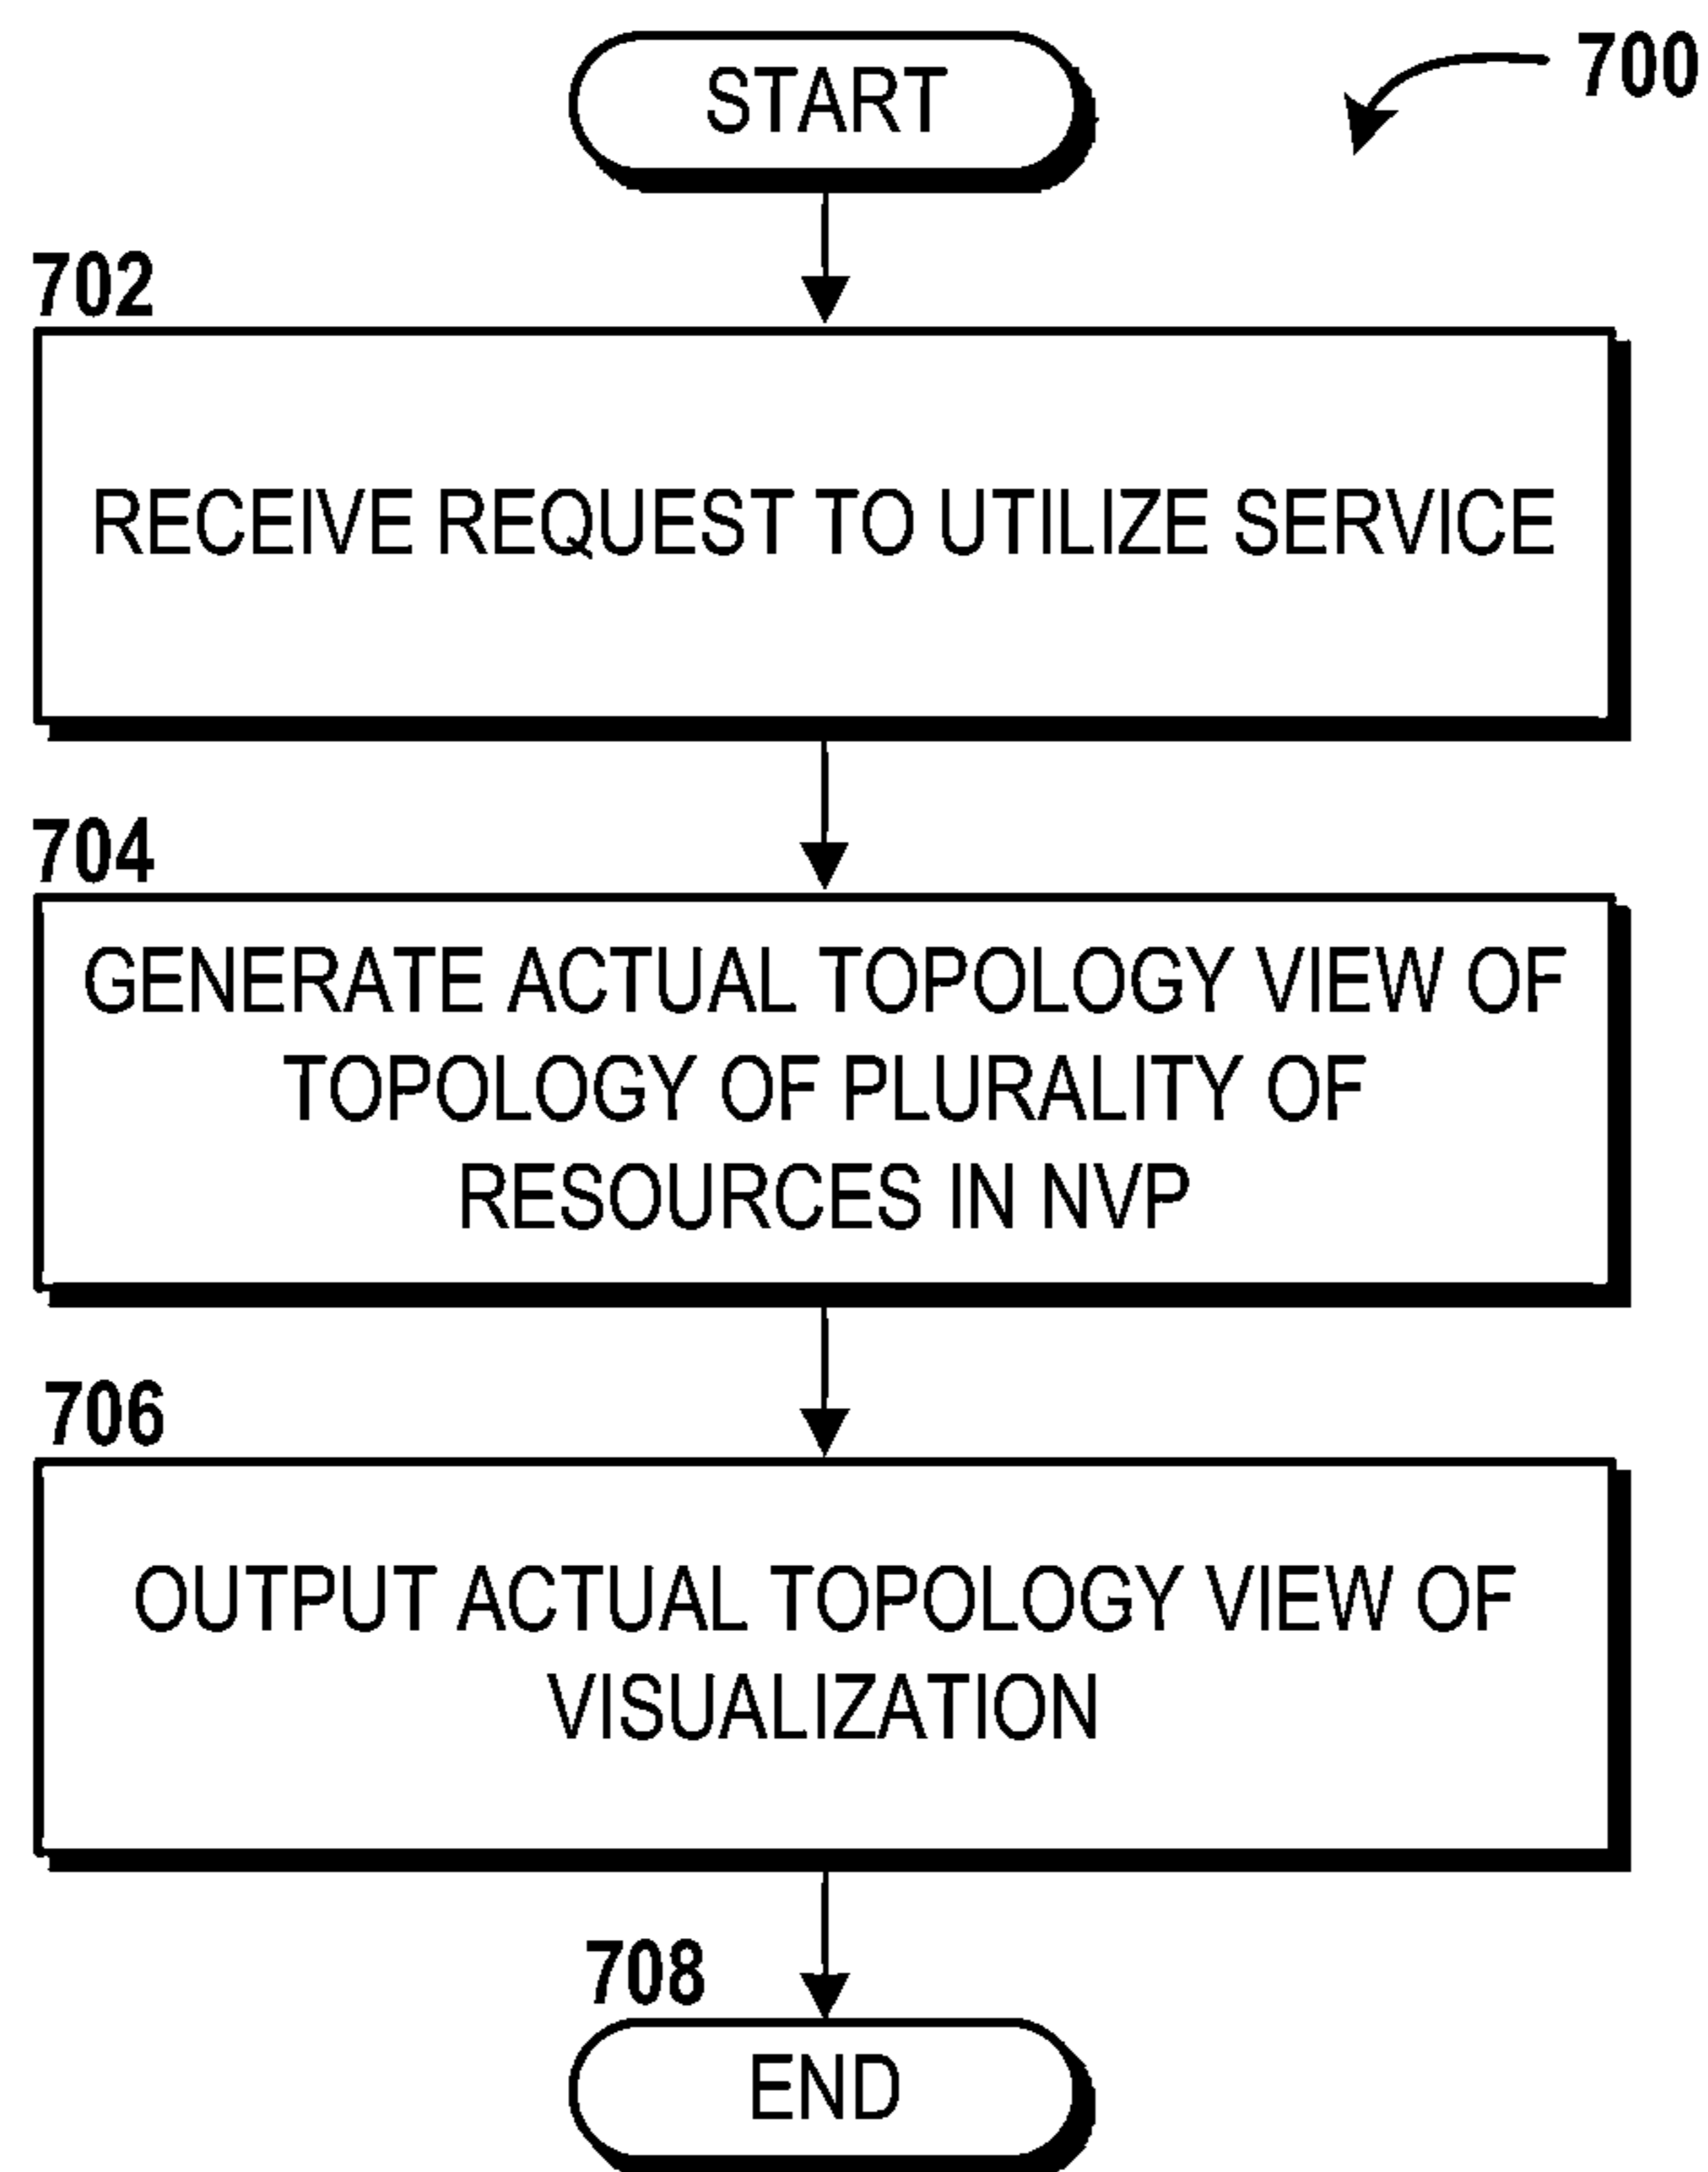 START
700
702
RECEIVE REQUEST TO UTILIZE SERVICE
704
GENERATE ACTUAL TOPOLOGY VIEW OF
TOPOLOGY OF PLURALITY OF
RESOURCES IN NVP
706
OUTPUT ACTUAL TOPOLOGY VIEW OF
VISUALIZATION
708
END